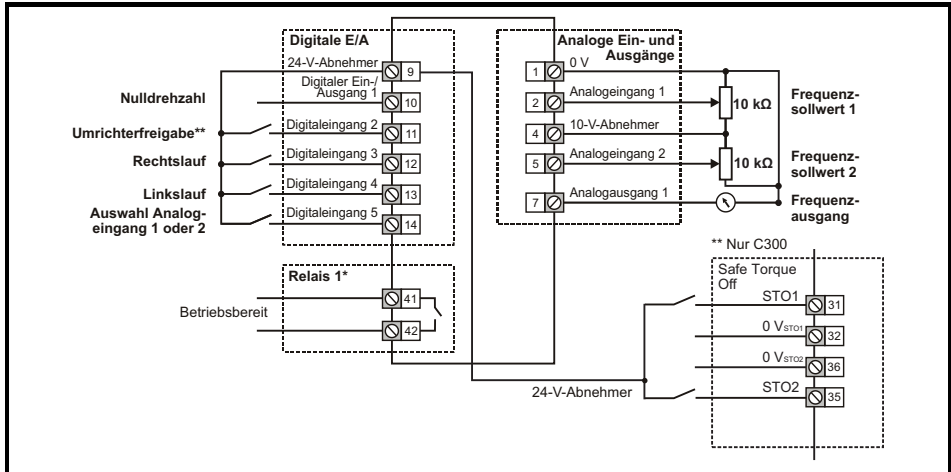 Digitale E/A
24-V-Abnehmer
9
Digitaler Ein-/
Ausgang 1
10
Nulldrehzahl
Digitaleingang 2
11
Umrichterfreigabe**
Digitaleingang 3
12
Rechtslauf
Digitaleingang 4
13
Linkslauf
Digitaleingang 5
14
Auswahl Analog-
eingang 1 oder 2
Relais 1*
41
42
Betriebsbereit
Analoge Ein- und
Ausgänge
1
0 V
2
Analogeingang 1
4
10-V-Abnehmer
5
Analogeingang 2
7
Analogausgang 1
10 kΩ
10 kΩ
Frequenz-
sollwert 1
Frequenz-
sollwert 2
Frequenz-
ausgang
** Nur C300
Safe Torque
Off
STO1
31
0 VSTO1
32
0 VSTO2
36
STO2
35
24-V-Abnehmer